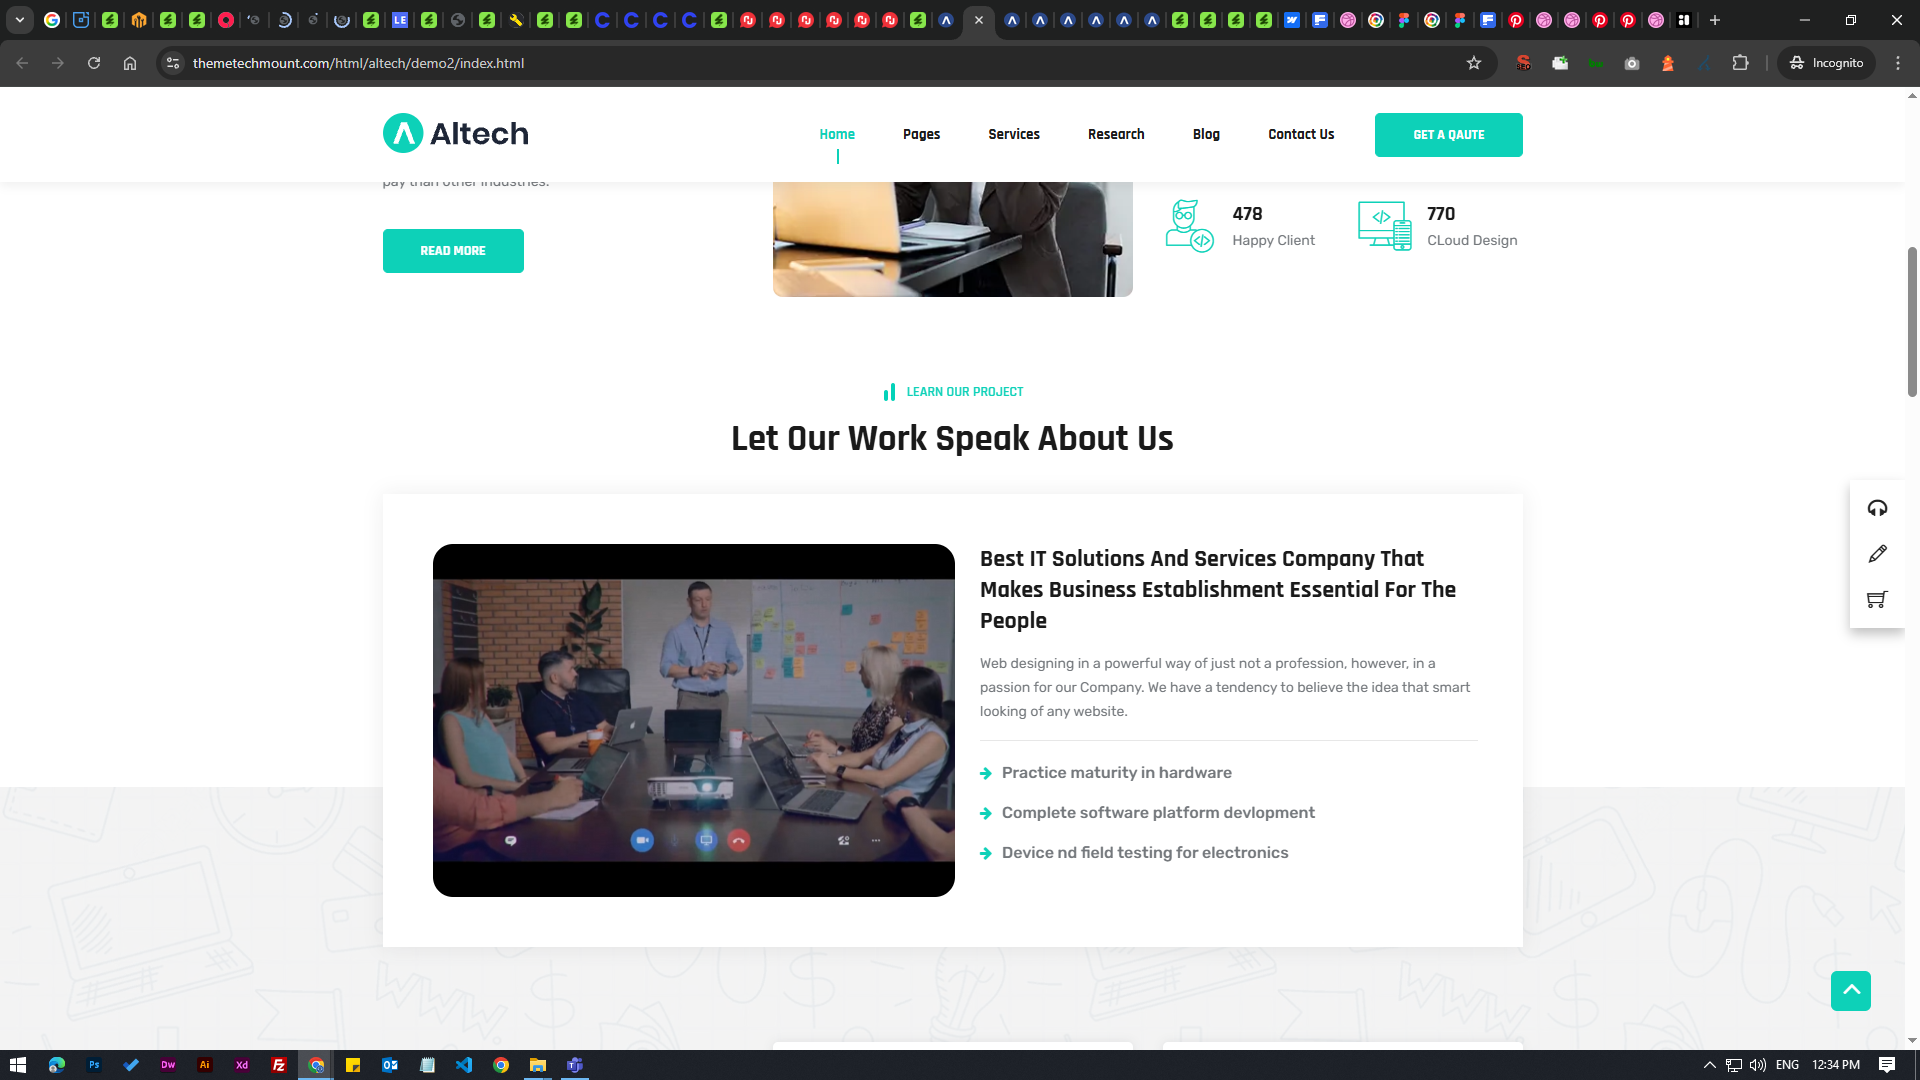 themetechmount.com/html/altech/demo2/index.html
Incognito
Altech
Home
Pages
Services
Research
Blog
Contact Us
GET A QAUTE
pay than other industries.
READ MORE
478
Happy Client
770
CLoud Design
LEARN OUR PROJECT
Let Our Work Speak About Us
Best IT Solutions And Services Company That
Makes Business Establishment Essential For The
People
Web designing in a powerful way of just not a profession, however, in a
passion for our Company. We have a tendency to believe the idea that smart
looking of any website.
Practice maturity in hardware
Complete software platform devlopment
Device nd field testing for electronics
ENG
12:34 PM